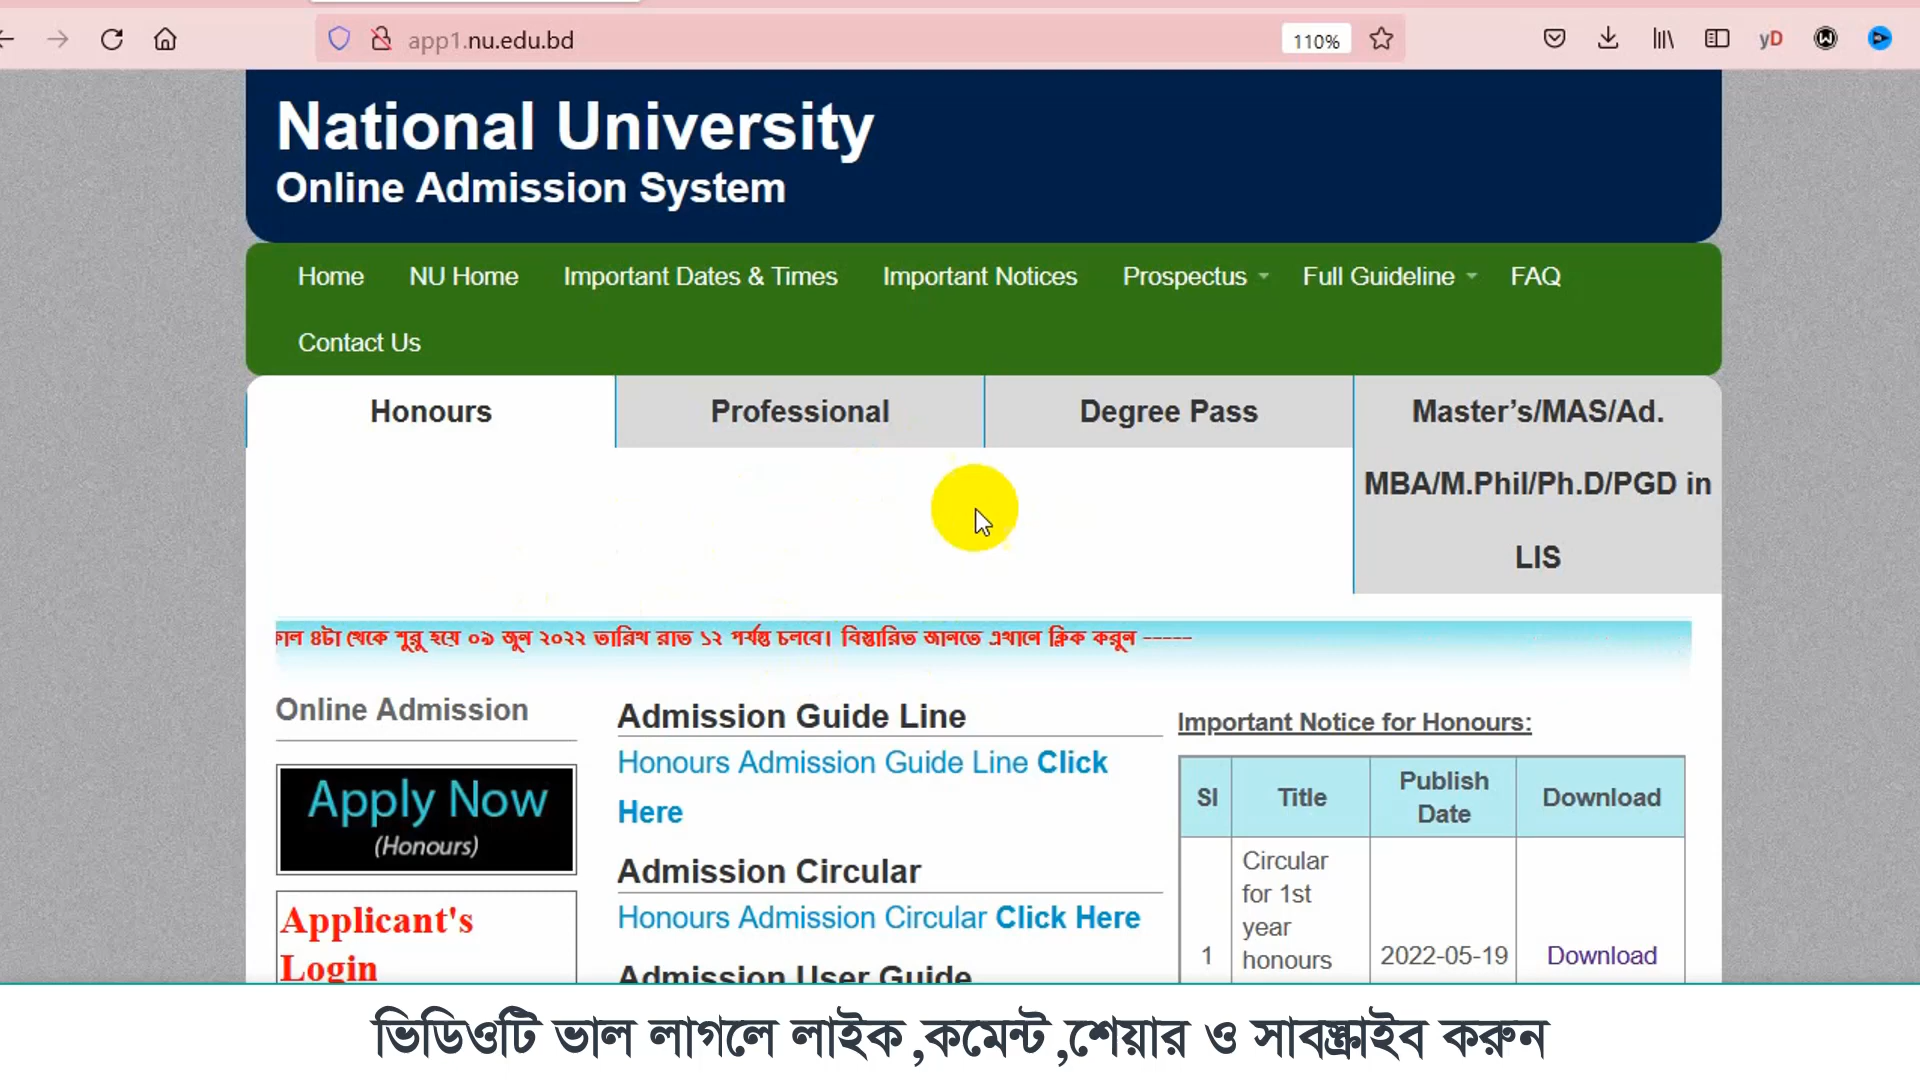 app1.nu.edu.bd
110%
yD
National University
Online Admission System
Home NU Home Important Dates & Times Important Notices Prospectus Full Guideline FAQ
Contact Us
Honours Professional Degree Pass Master’s/MAS/Ad.
MBA/M.Phil/Ph.D/PGD in
LIS
কাল ৪টা থেকে শুরু হয়ে ০৯ জুন ২০২২ তারিখ রাত ১২ পর্যন্ত চলবে। বিস্তারিত জানতে এখানে ক্লিক করুন -----
Online Admission
Apply Now
(Honours)
Applicant's
Login
Admission Guide Line
Honours Admission Guide Line Click
Here
Admission Circular
Honours Admission Circular Click Here
Admission User Guide
Important Notice for Honours:
Sl Title Publish Date Download
Circular
for 1st
year
1 honours 2022-05-19 Download
ভিডিওটি ভাল লাগলে লাইক ,কমেন্ট ,শেয়ার ও সাবস্ক্রাইব করুন